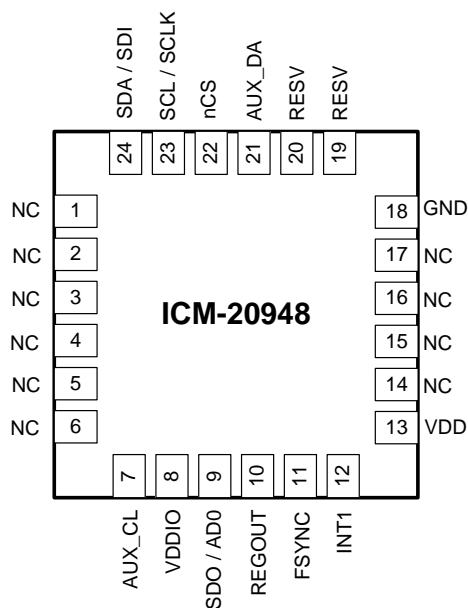 SDA / SDI
SCL / SCLK
nCS
AUX_DA
RESV
RESV
24
23
22
21
20
19
NC 1
NC 2
NC 3
NC 4
NC 5
NC 6
ICM-20948
18 GND
17 NC
16 NC
15 NC
14 NC
13 VDD
7
8
9
10
11
12
AUX_CL
VDDIO
SDO / AD0
REGOUT
FSYNC
INT1